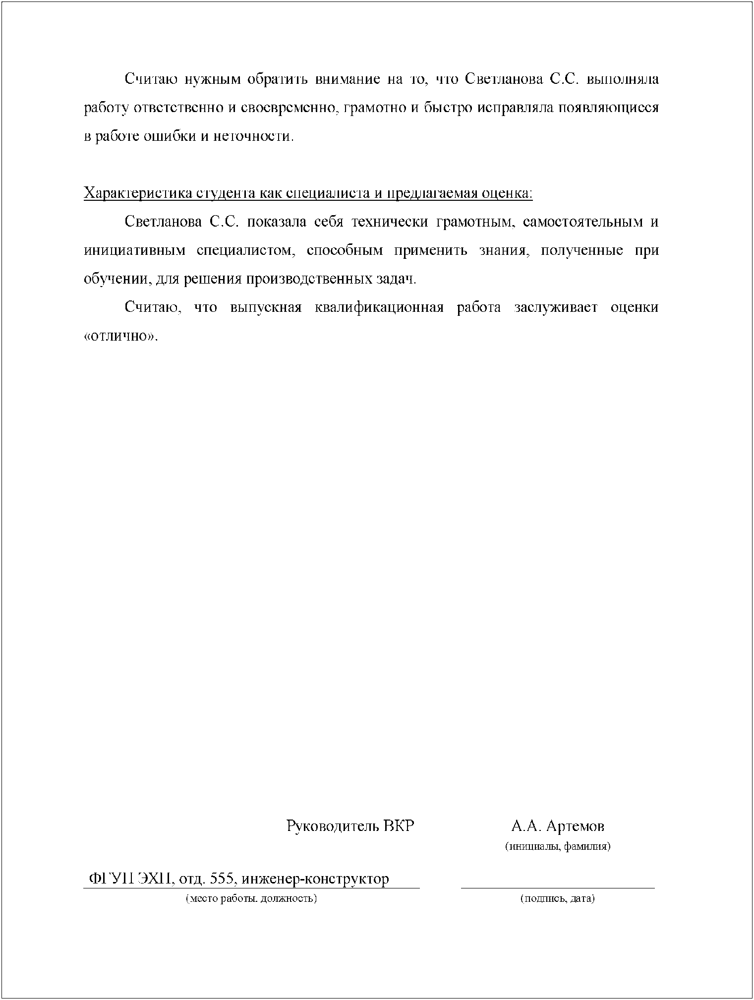 Считаю нужным обратить внимание на то, что Светланова С.С. выполняла
работу ответственно и своевременно, грамотно и быстро исправляла появляющиеся
в работе ошибки и неточности.
Характеристика студента как специалиста и предлагаемая оценка:
Светланова С.С. показала себя технически грамотным, самостоятельным и
инициативным специалистом, способным применить знания, полученные при
обучении, для решения производственных задач.
Считаю, что выпускная квалификационная работа заслуживает оценки
«отлично».
Руководитель ВКР А.А. Артемов
(инициалы, фамилия)
ФГУП ЭХП, отд. 555, инженер-конструктор
(место работы. должность) (подпись, дата)